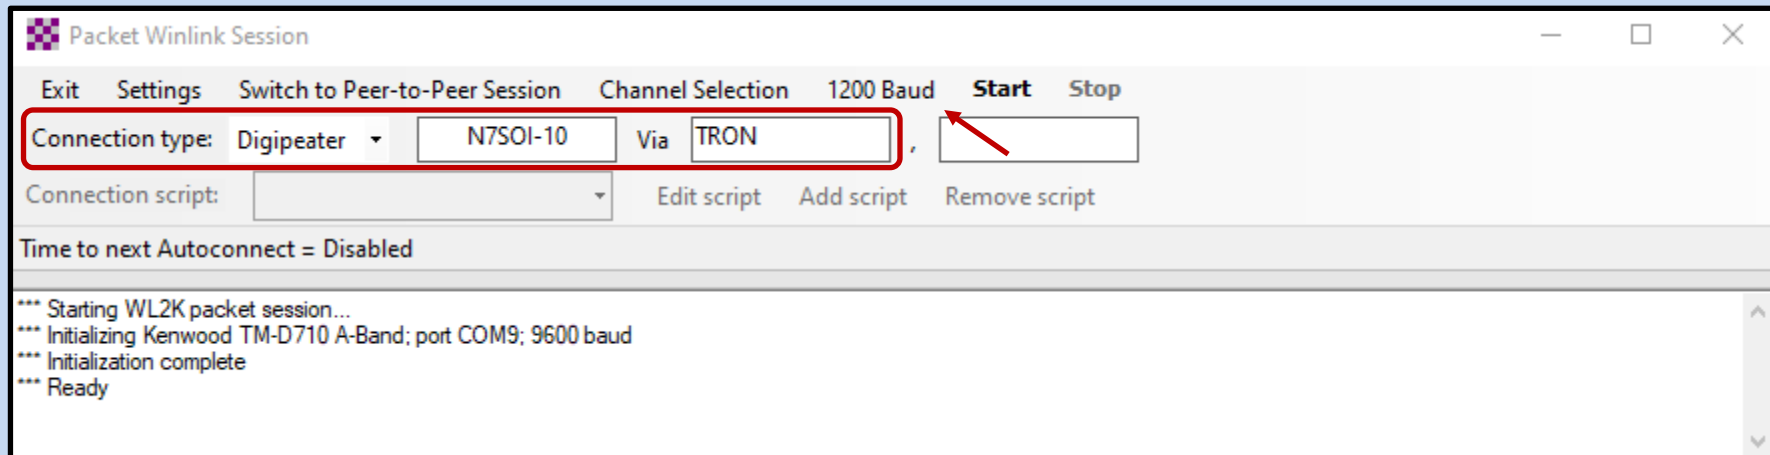 Packet Winlink Session
Exit Settings Switch to Peer-to-Peer Session Channel Selection 1200 Baud Start Stop
Connection type: Digipeater N7SOI-10 Via TRON ,
Connection script: Edit script Add script Remove script
Time to next Autoconnect = Disabled
*** Starting WL2K packet session...
*** Initializing Kenwood TM-D710 A-Band; port COM9; 9600 baud
*** Initialization complete
*** Ready